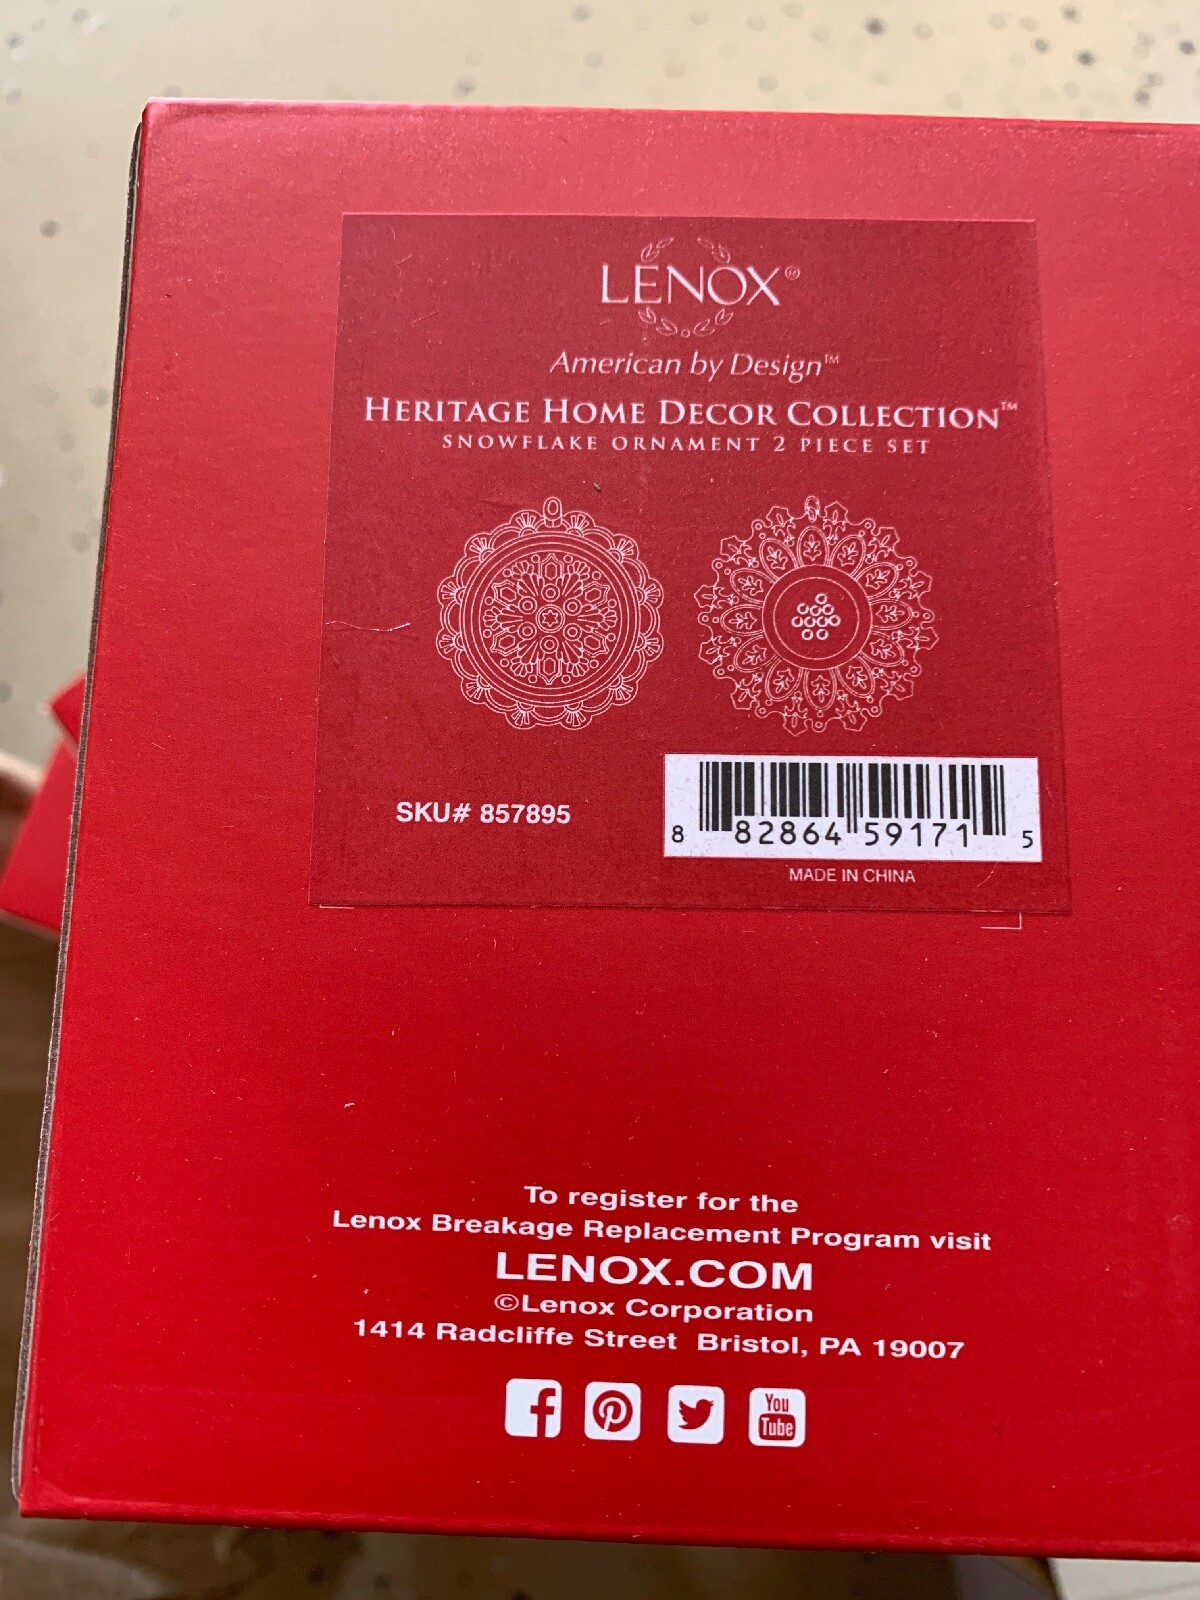 LENOX®
American by Design™
HERITAGE HOME DECOR COLLECTION™
SNOWFLAKE ORNAMENT 2 PIECE SET
SKU# 857895
8 82864 59171 5
MADE IN CHINA
To register for the
Lenox Breakage Replacement Program visit
LENOX.COM
©Lenox Corporation
1414 Radcliffe Street Bristol, PA 19007
You
Tube